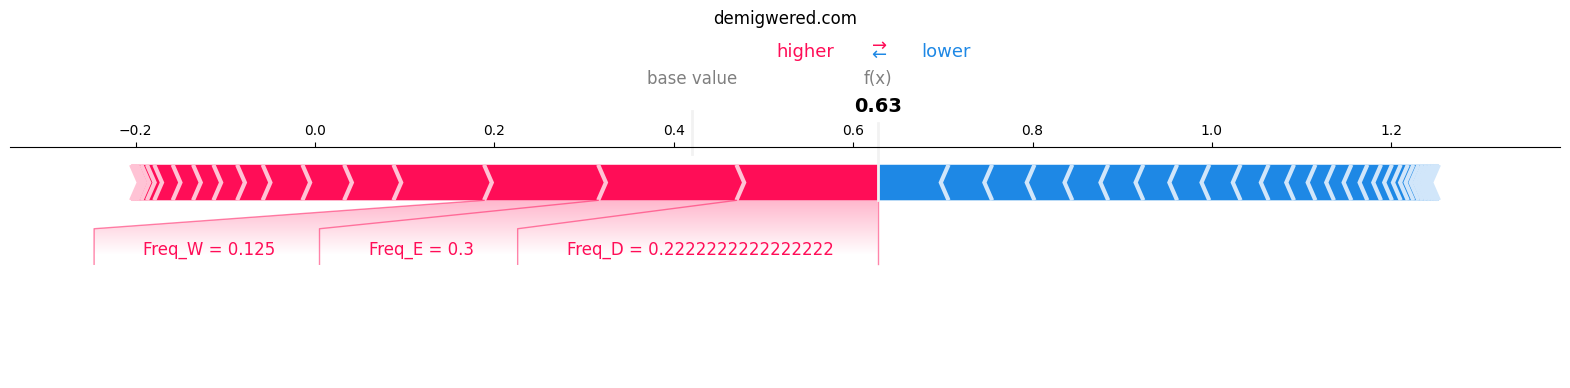 demigwered.com
higher ⇄ lower
base value f(x)
0.63
−0.2 0.0 0.2 0.4 0.6 0.8 1.0 1.2
Freq_W = 0.125 Freq_E = 0.3 Freq_D = 0.2222222222222222